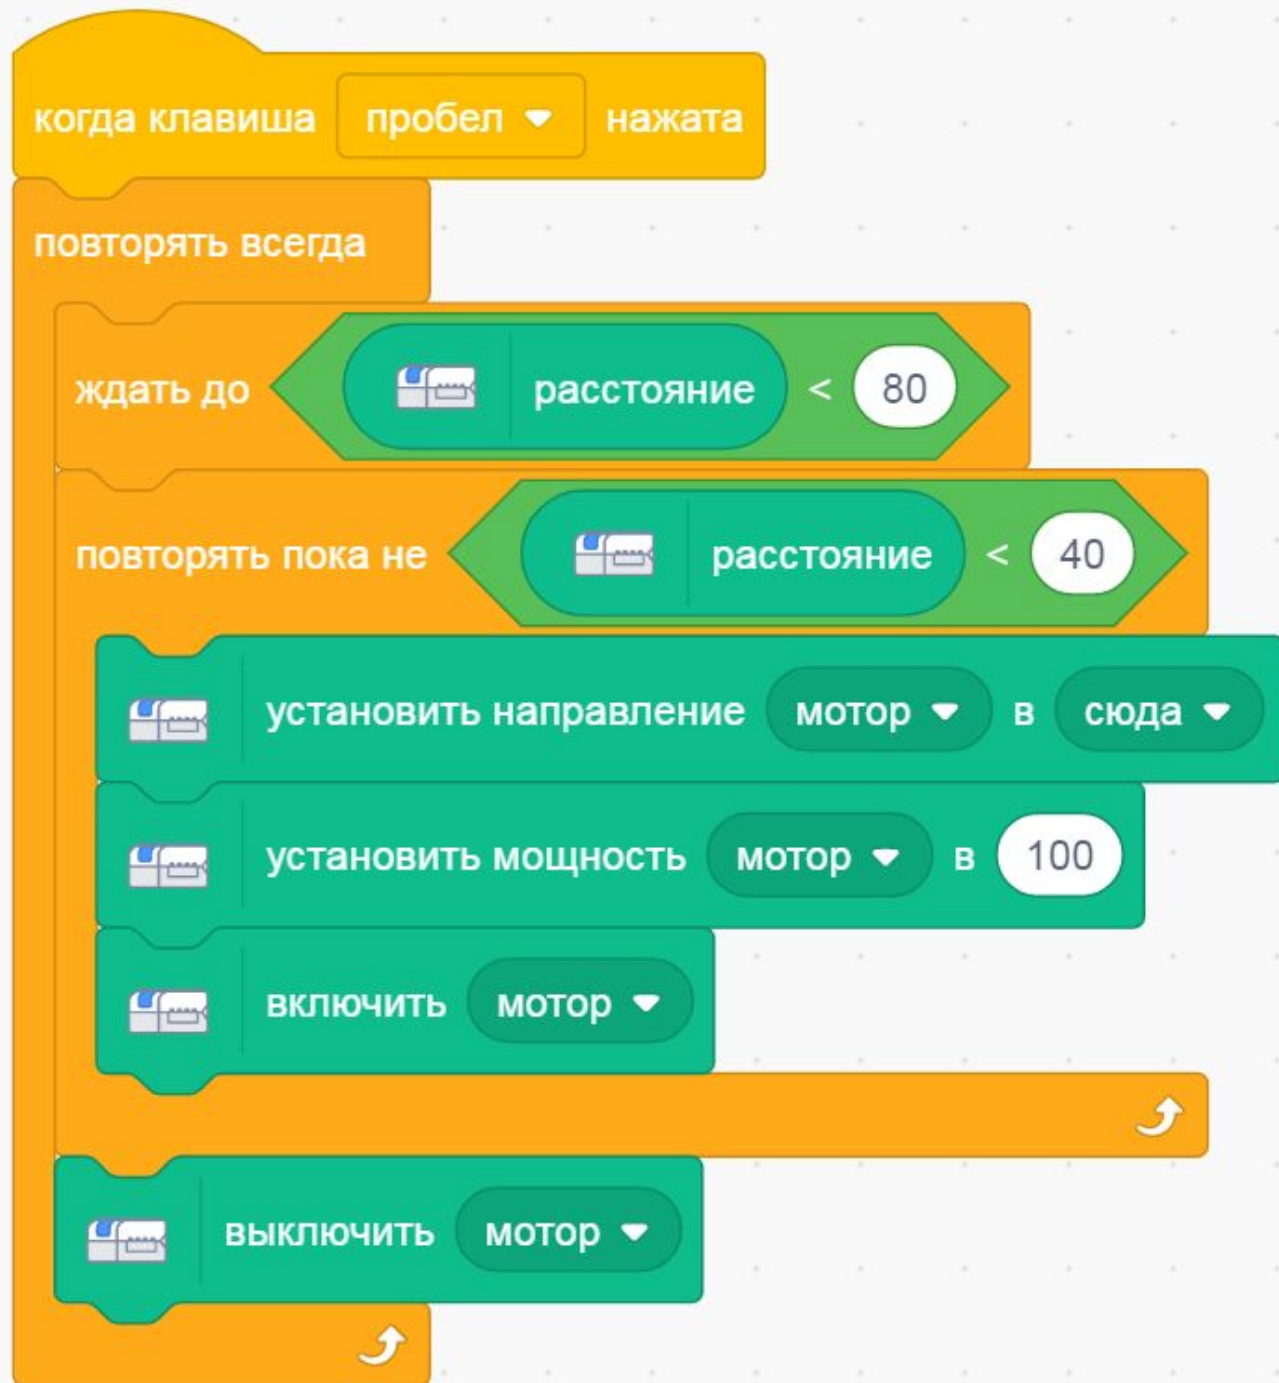 когда клавиша пробел нажата
повторять всегда
ждать до расстояние < 80
повторять пока не расстояние < 40
установить направление мотор в сюда
установить мощность мотор в 100
включить мотор
выключить мотор